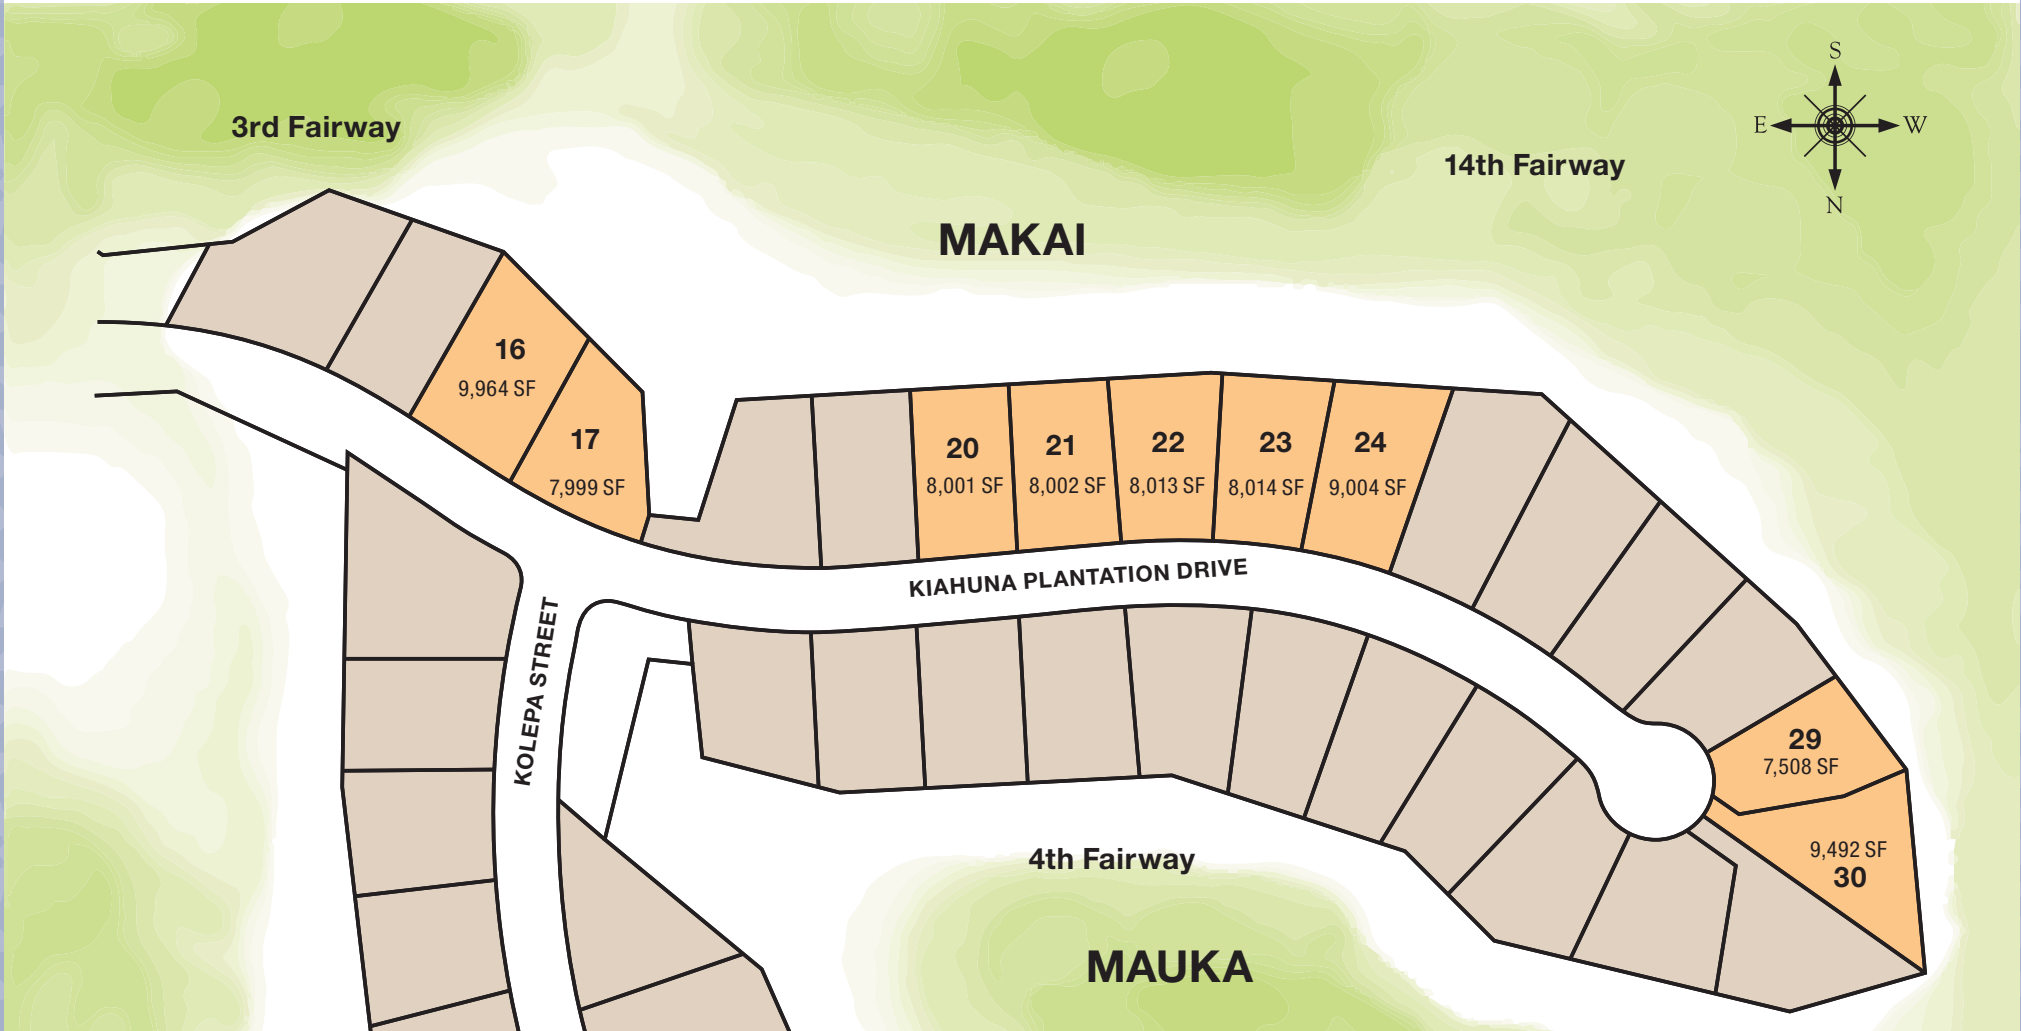 S
E
W
N
3rd Fairway
14th Fairway
MAKAI
16
9,964 SF
17
7,999 SF
20
8,001 SF
21
8,002 SF
22
8,013 SF
23
8,014 SF
24
9,004 SF
KIAHUNA PLANTATION DRIVE
KOLEPA STREET
29
7,508 SF
9,492 SF
30
4th Fairway
MAUKA